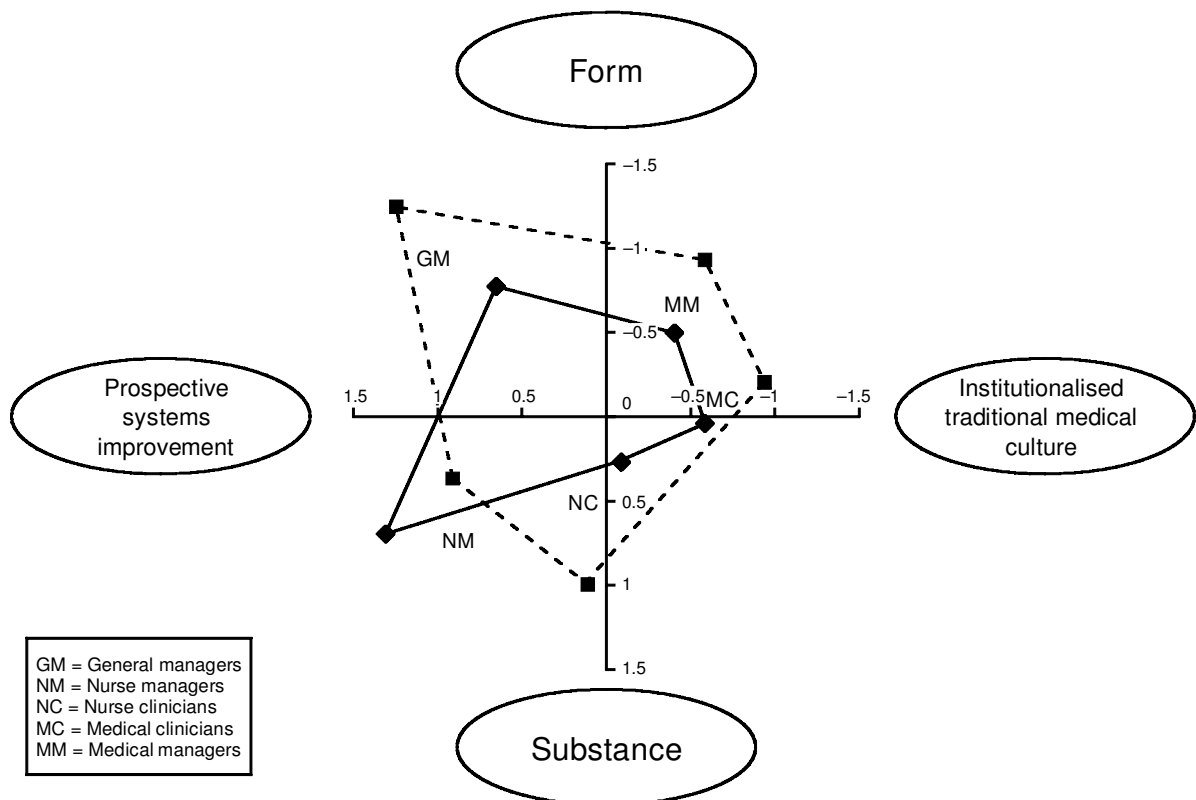 Form
−1.5
−1
−0.5
GM
MM
Prospective
systems
improvement
1.5
1
0.5
0
−0.5
MC
−1
−1.5
Institutionalised
traditional medical
culture
NC
0.5
NM
1
1.5
GM = General managers
NM = Nurse managers
NC = Nurse clinicians
MC = Medical clinicians
MM = Medical managers
Substance